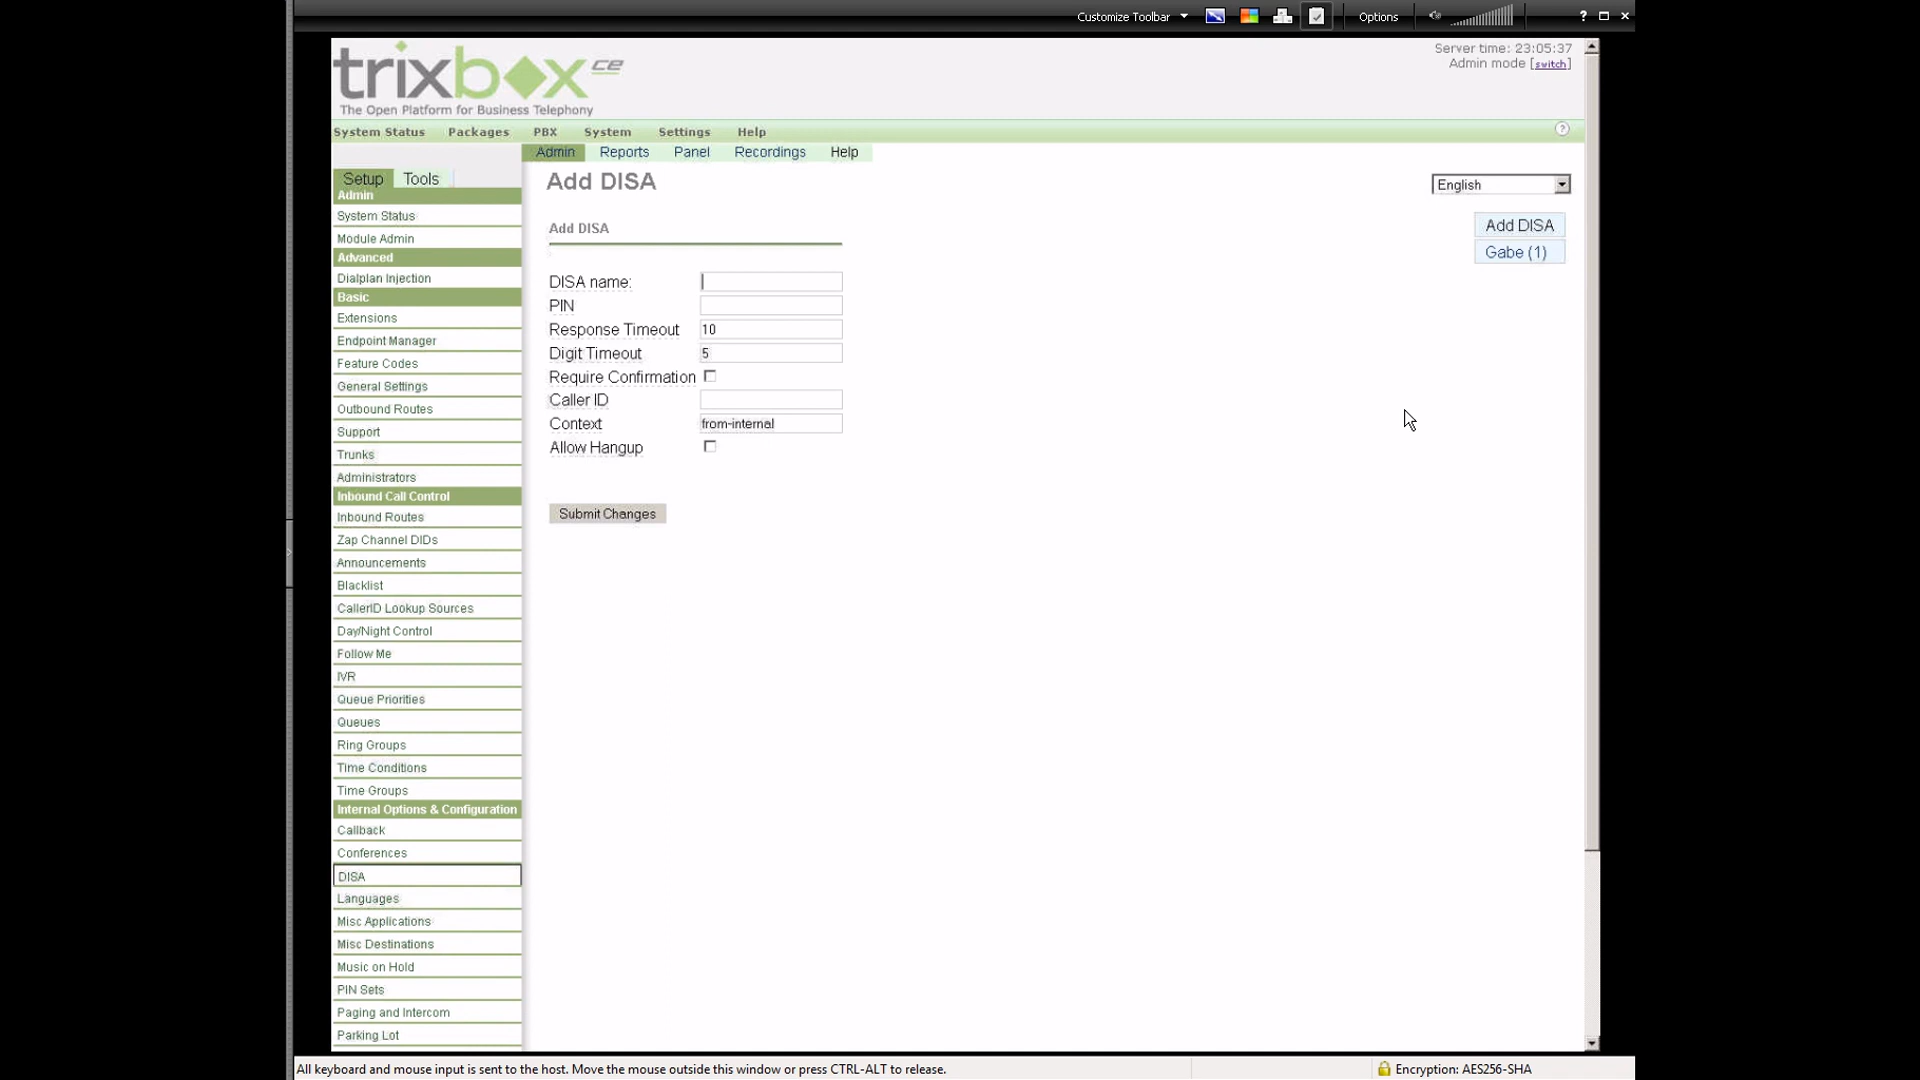 Customize Toolbar
Options
?
trixbox ce
The Open Platform for Business Telephony
Server time: 23:05:37
Admin mode [switch]
System Status Packages PBX System Settings Help
?
Admin Reports Panel Recordings Help
Setup Tools
Admin
System Status
Module Admin
Advanced
Dialplan Injection
Basic
Extensions
Endpoint Manager
Feature Codes
General Settings
Outbound Routes
Support
Trunks
Administrators
Inbound Call Control
Inbound Routes
Zap Channel DIDs
Announcements
Blacklist
CallerID Lookup Sources
Day/Night Control
Follow Me
IVR
Queue Priorities
Queues
Ring Groups
Time Conditions
Time Groups
Internal Options & Configuration
Callback
Conferences
DISA
Languages
Misc Applications
Misc Destinations
Music on Hold
PIN Sets
Paging and Intercom
Parking Lot
Add DISA
English
Add DISA
Gabe (1)
Add DISA
DISA name:
PIN
Response Timeout 10
Digit Timeout 5
Require Confirmation
Caller ID
Context from-internal
Allow Hangup
Submit Changes
All keyboard and mouse input is sent to the host. Move the mouse outside this window or press CTRL-ALT to release.
Encryption: AES256-SHA